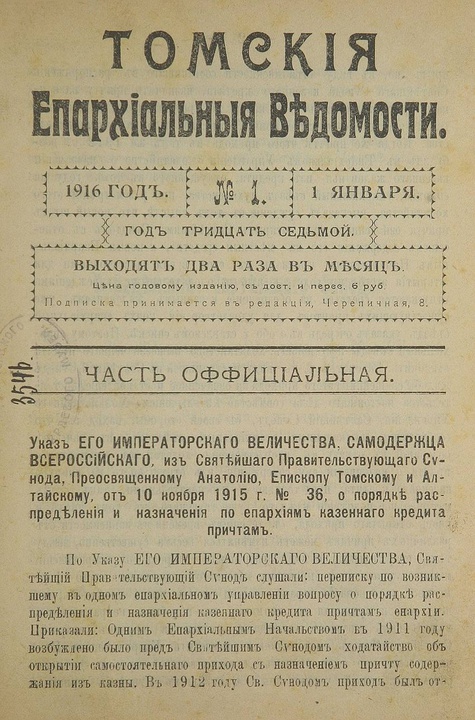 ТОМСКІЯ
Епархіальныя Вѣдомости.
1916 ГОДЪ.
№ 1.
1 ЯНВАРЯ.
ГОДЪ ТРИДЦАТЬ СЕДЬМОЙ.
ВЫХОДЯТЪ ДВА РАЗА ВЪ МѢСЯЦЪ.
Цѣна годовому изданію, съ дост. и перес. 6 руб
Подписка принимается въ редакціи, Черепичная, 8.
ЧАСТЬ ОФФИЦІАЛЬНАЯ.
Указъ ЕГО ИМПЕРАТОРСКАГО ВЕЛИЧЕСТВА. САМОДЕРЖЦА
ВСЕРОССІЙСКАГО, изъ Святѣйшаго Правительствующаго Сѵ-
нода, Преосвященному Анатолію, Епископу Томскому и Ал-
тайскому, отъ 10 ноября 1915 г. № 36, о порядкѣ рас-
предѣленія и назначенія по епархіямъ казеннаго кредита
причтамъ.
По Указу ЕГО ИМПЕРАТОРСКАГО ВЕЛИЧЕСТВА, Свя-
тѣйшій Правительствующій Сѵнодъ слушали: переписку по возник-
шему въ одномъ епархіальномъ управленіи вопросу о порядкѣ рас-
предѣленія и назначенія казеннаго кредита причтамъ епархіи.
Приказали: Однимъ Епархіальнымъ Начальствомъ въ 1911 году
возбуждено было предъ Святѣйшимъ Сѵнодомъ ходатайство объ
открытіи самостоятельнаго прихода съ назначеніемъ причту содер-
жанія изъ казны. Въ 1912 году Св. Сѵнодомъ приходъ былъ от-